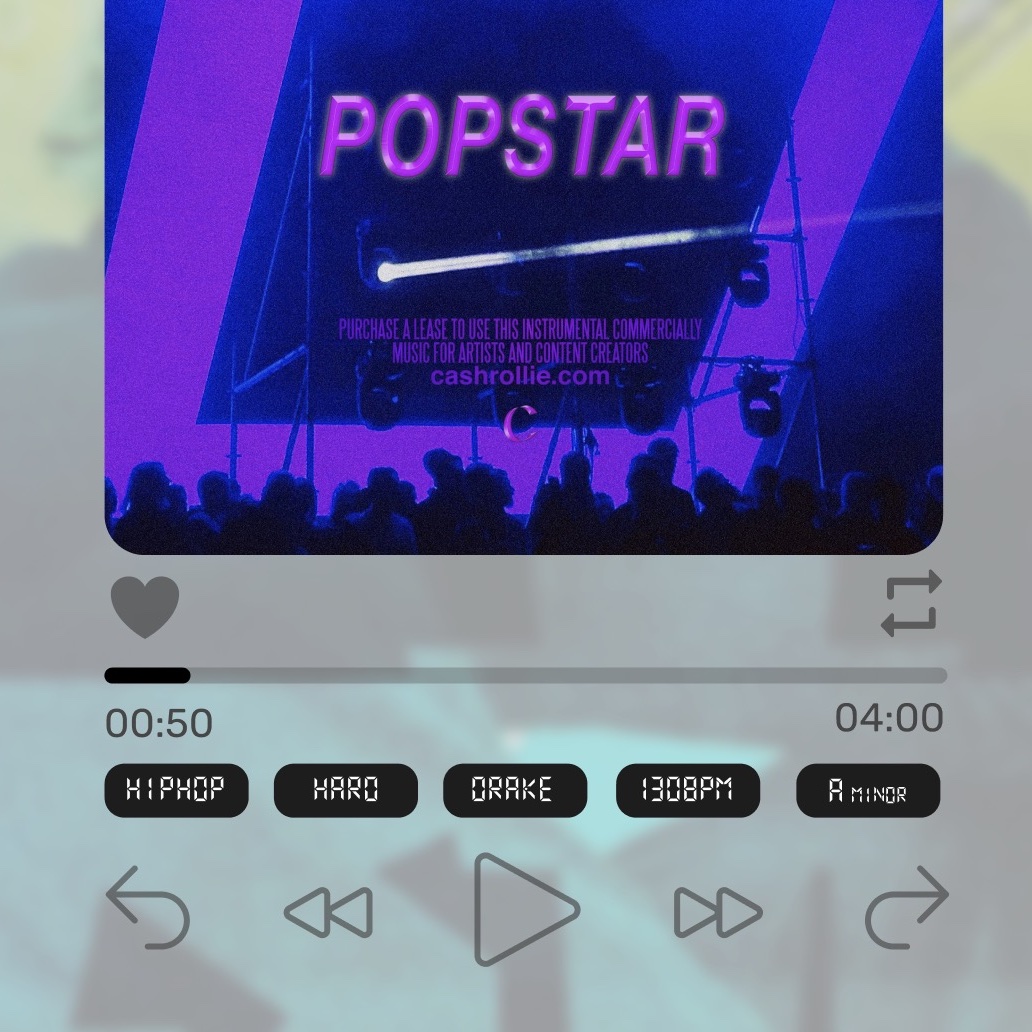 POPSTAR
PURCHASE A LEASE TO USE THIS INSTRUMENTAL COMMERCIALLY
MUSIC FOR ARTISTS AND CONTENT CREATORS
cashrollie.com
C
00:50 04:00
HIPHOP HARD DRAKE 130BPM A MINOR